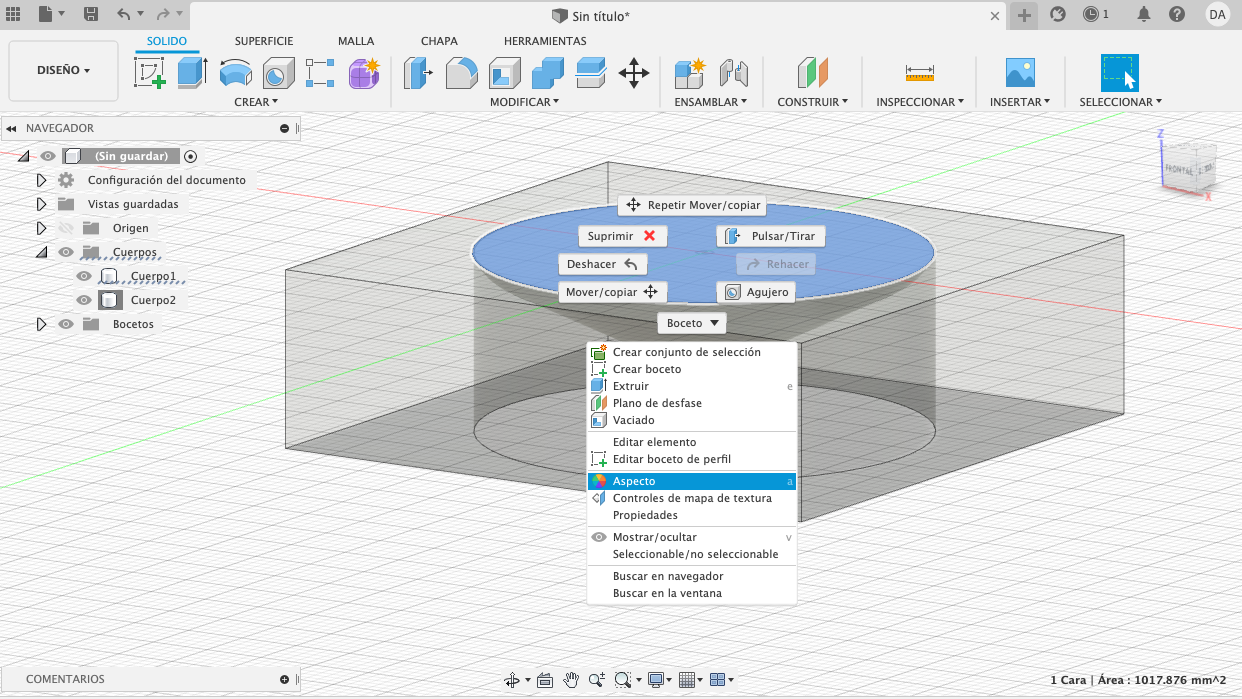 Sin título*
1
DA
DISEÑO
SOLIDO
SUPERFICIE
MALLA
CHAPA
HERRAMIENTAS
CREAR
MODIFICAR
ENSAMBLAR
CONSTRUIR
INSPECCIONAR
INSERTAR
SELECCIONAR
NAVEGADOR
(Sin guardar)
Configuración del documento
Vistas guardadas
Origen
Cuerpos
Cuerpo1
Cuerpo2
Bocetos
Z
FRONTAL
X
Repetir Mover/copiar
Suprimir
Pulsar/Tirar
Deshacer
Rehacer
Mover/copiar
Agujero
Boceto
Crear conjunto de selección
Crear boceto
Extruir e
Plano de desfase
Vaciado
Editar elemento
Editar boceto de perfil
Aspecto a
Controles de mapa de textura
Propiedades
Mostrar/ocultar v
Seleccionable/no seleccionable
Buscar en navegador
Buscar en la ventana
COMENTARIOS
1 Cara | Área : 1017.876 mm^2